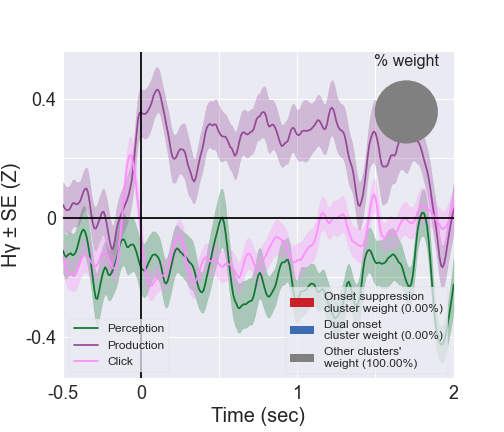 % weight
Hγ ± SE (Z)
0.4
0
-0.4
Perception
Production
Click
Onset suppression
cluster weight (0.00%)
Dual onset
cluster weight (0.00%)
Other clusters'
weight (100.00%)
-0.5
0
1
2
Time (sec)